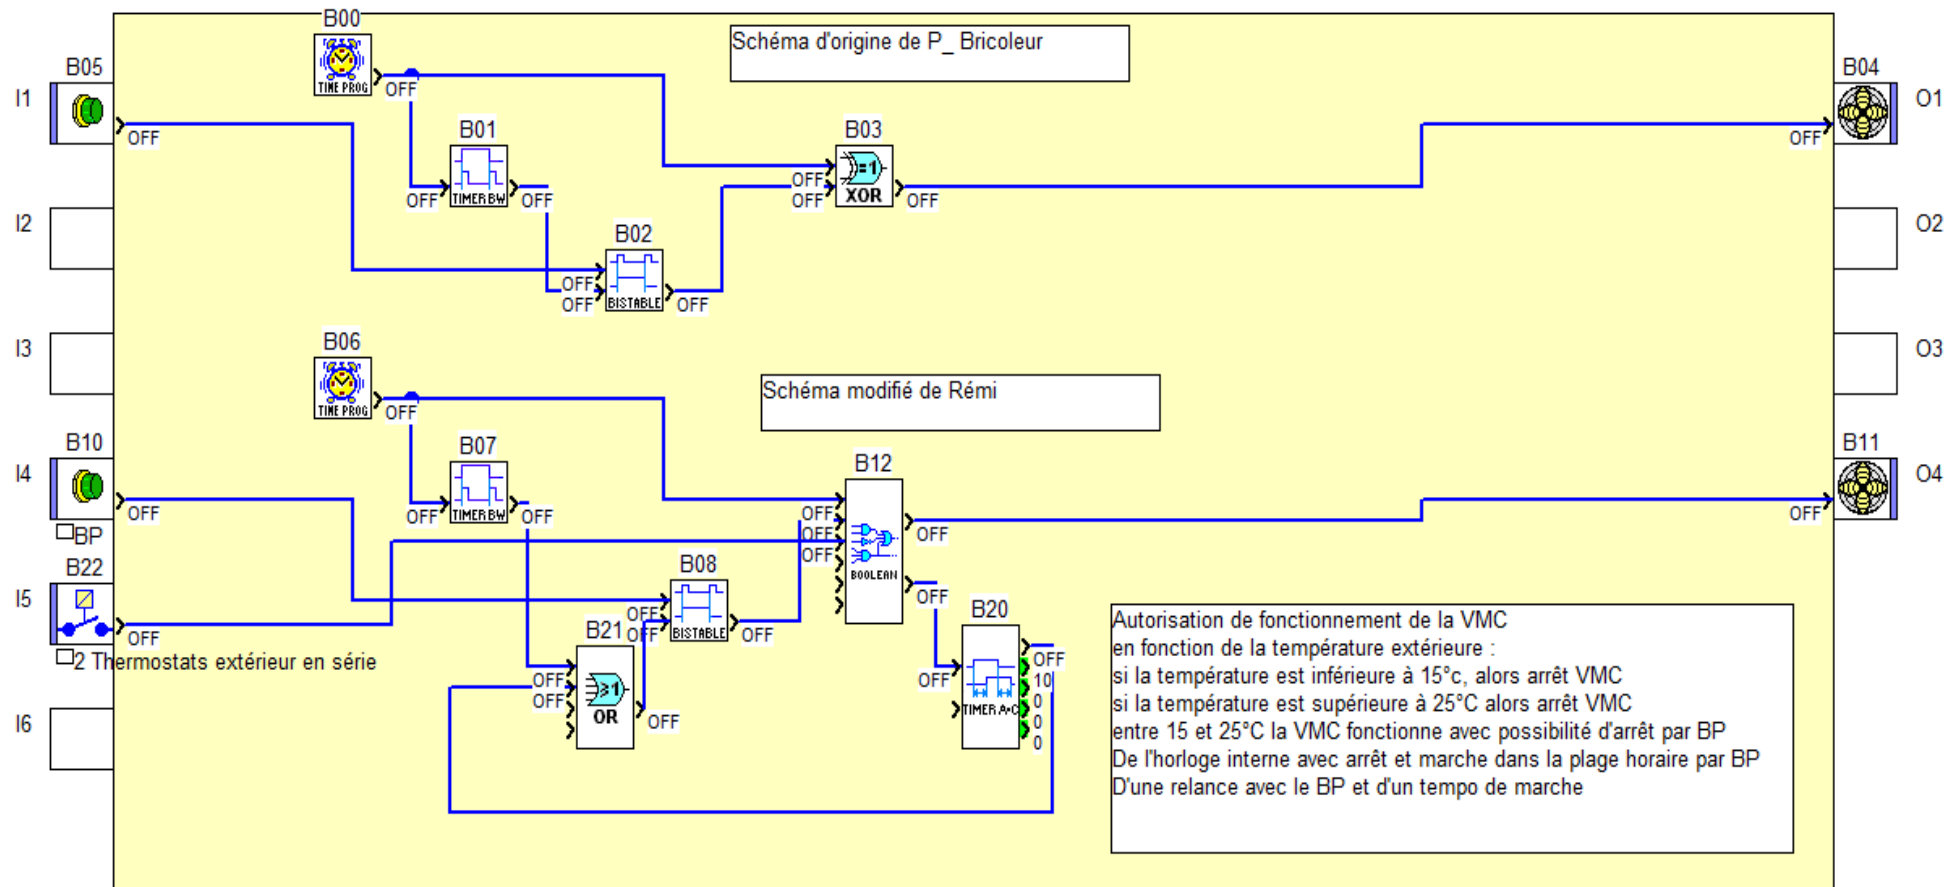 B00
Schéma d'origine de P_ Bricoleur
B05
B04
I1
TIME PROG
OFF
O1
OFF
B01
B03
OFF
OFF
TIMER BW
OFF
OFF
=1
XOR
OFF
OFF
I2
B02
O2
OFF
OFF
BISTABLE
OFF
I3
B06
O3
Schéma modifié de Rémi
TIME PROG
OFF
B10
B07
B12
B11
I4
O4
OFF
OFF
TIMER BW
OFF
OFF
OFF
OFF
OFF
OFF
BP
B22
B08
BOOLEAN
I5
OFF
B20
OFF
OFF
OFF
BISTABLE
OFF
B21
2 Thermostats extérieur en série
OFF
OFF
≥1
OR
OFF
OFF
TIMER A•C
OFF
10
0
0
0
I6
Autorisation de fonctionnement de la VMC
en fonction de la température extérieure :
si la température est inférieure à 15°c, alors arrêt VMC
si la température est supérieure à 25°C alors arrêt VMC
entre 15 et 25°C la VMC fonctionne avec possibilité d'arrêt par BP
De l'horloge interne avec arrêt et marche dans la plage horaire par BP
D'une relance avec le BP et d'un tempo de marche